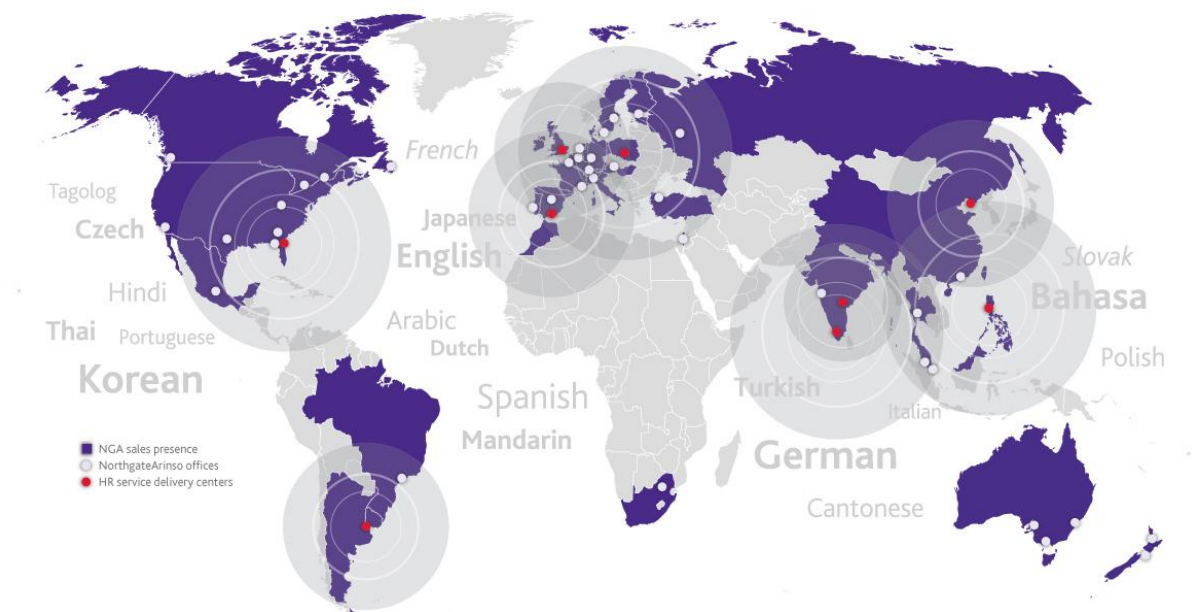 French
Tagolog
Czech
Japanese
English
Slovak
Hindi
Bahasa
Arabic
Thai
Portuguese
Dutch
Polish
Korean
Spanish
Turkish
Italian
Mandarin
German
NGA sales presence
NorthgateArinso offices
HR service delivery centers
Cantonese